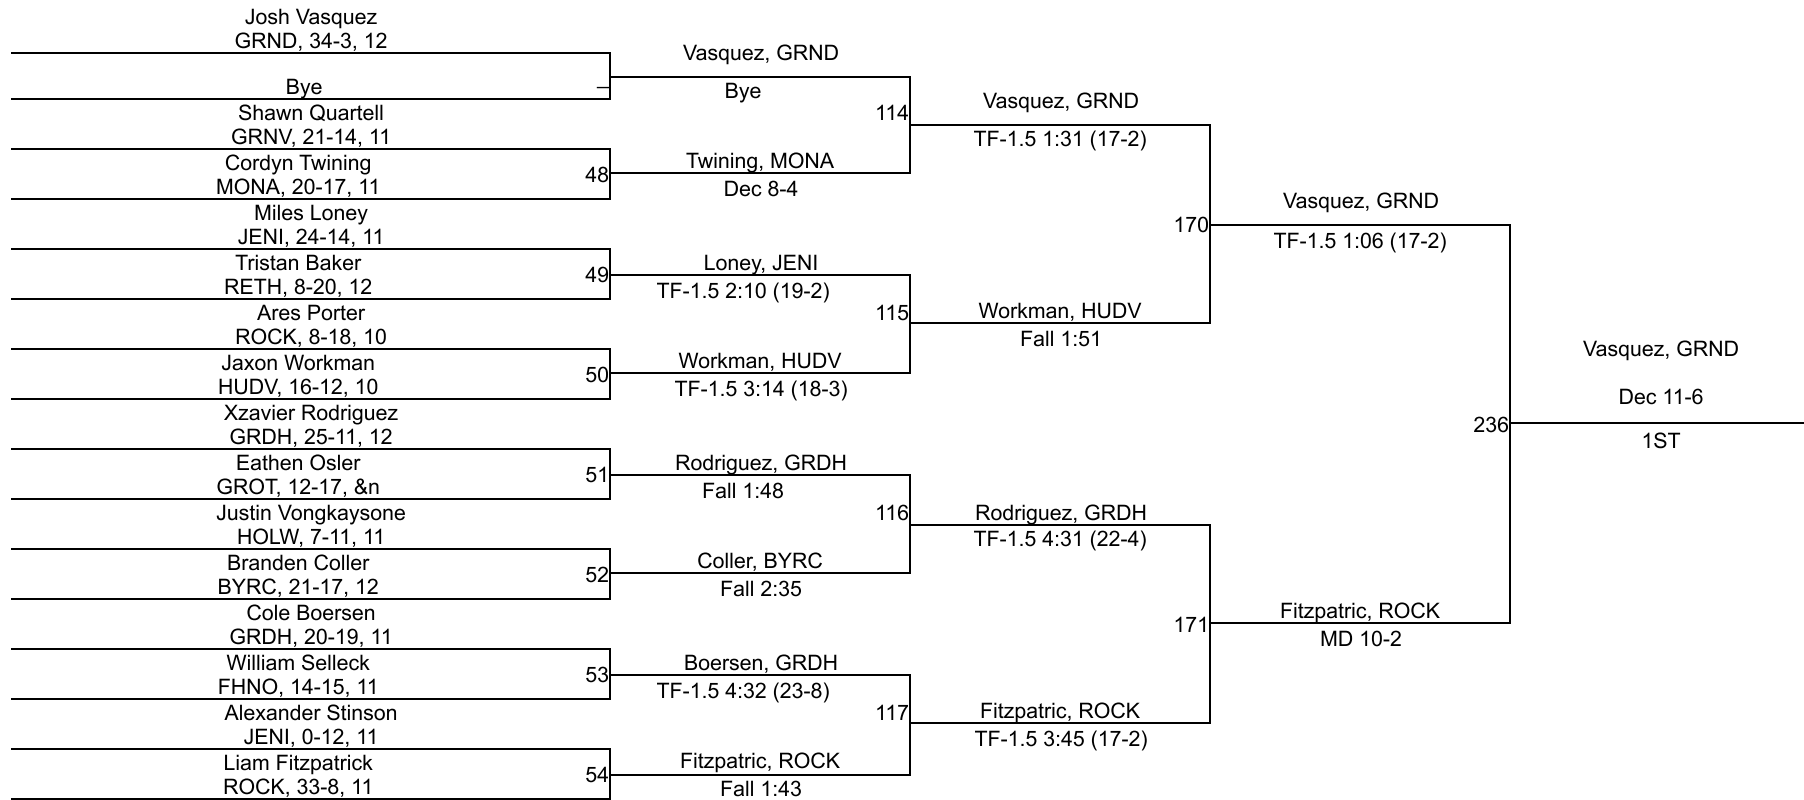 Josh Vasquez
GRND, 34-3, 12
Bye
Shawn Quartell
GRNV, 21-14, 11
Cordyn Twining
MONA, 20-17, 11
Miles Loney
JENI, 24-14, 11
Tristan Baker
RETH, 8-20, 12
Ares Porter
ROCK, 8-18, 10
Jaxon Workman
HUDV, 16-12, 10
Xzavier Rodriguez
GRDH, 25-11, 12
Eathen Osler
GROT, 12-17, &n
Justin Vongkaysone
HOLW, 7-11, 11
Branden Coller
BYRC, 21-17, 12
Cole Boersen
GRDH, 20-19, 11
William Selleck
FHNO, 14-15, 11
Alexander Stinson
JENI, 0-12, 11
Liam Fitzpatrick
ROCK, 33-8, 11
–
48
49
50
51
52
53
54
Vasquez, GRND
Bye
Twining, MONA
Dec 8-4
Loney, JENI
TF-1.5 2:10 (19-2)
Workman, HUDV
TF-1.5 3:14 (18-3)
Rodriguez, GRDH
Fall 1:48
Coller, BYRC
Fall 2:35
Boersen, GRDH
TF-1.5 4:32 (23-8)
Fitzpatric, ROCK
Fall 1:43
114
115
116
117
Vasquez, GRND
TF-1.5 1:31 (17-2)
Workman, HUDV
Fall 1:51
Rodriguez, GRDH
TF-1.5 4:31 (22-4)
Fitzpatric, ROCK
TF-1.5 3:45 (17-2)
170
171
Vasquez, GRND
TF-1.5 1:06 (17-2)
Fitzpatric, ROCK
MD 10-2
236
Vasquez, GRND
Dec 11-6
1ST